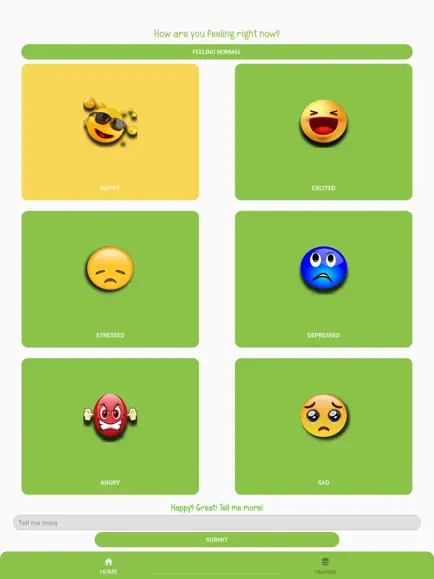 How are you feeling right now?
FEELING NORMAL
HAPPY
EXCITED
STRESSED
DEPRESSED
ANGRY
SAD
Happy? Great! Tell me more!
Tell me more
SUBMIT
HOME
TRACKER